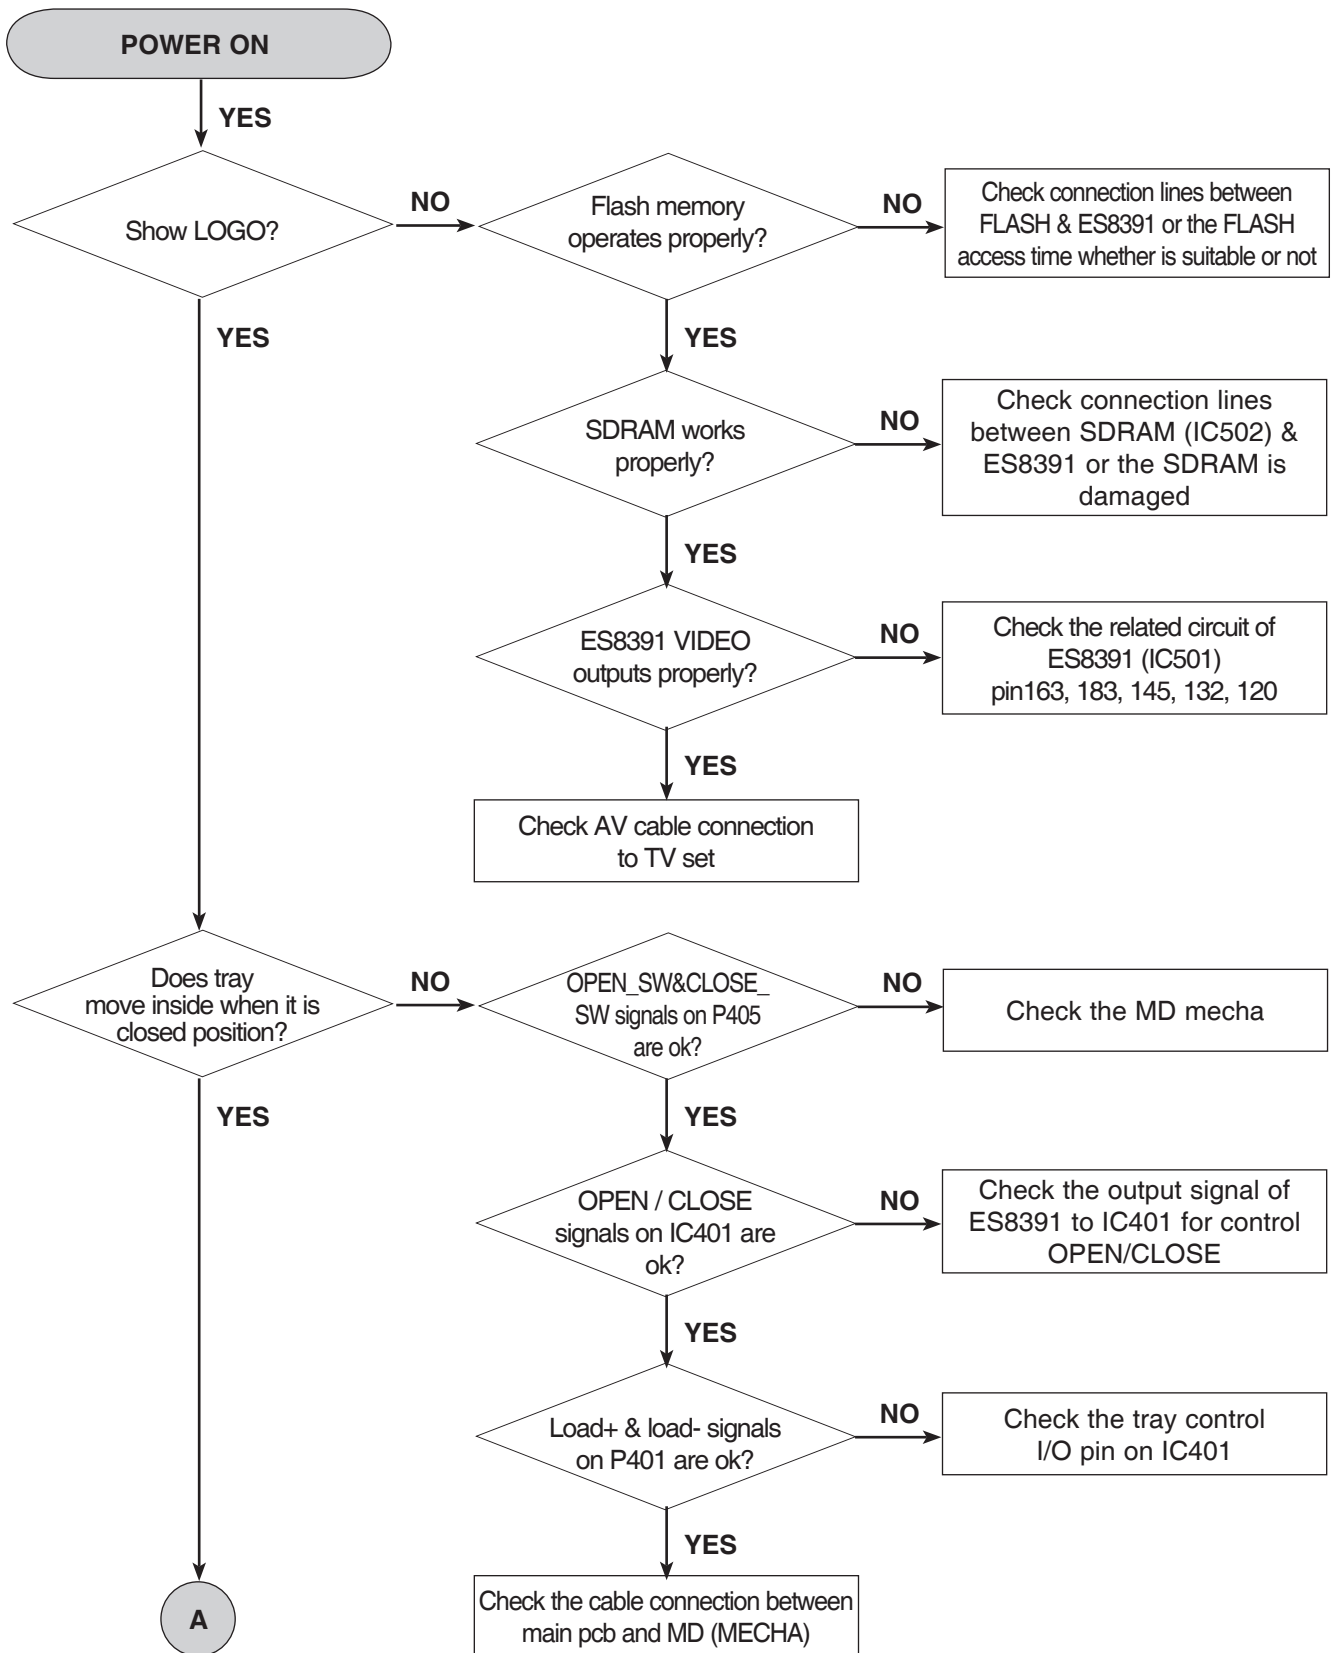 POWER ON
YES
Show LOGO?
NO
Flash memory
operates properly?
NO
Check connection lines between
FLASH & ES8391 or the FLASH
access time whether is suitable or not
YES
YES
SDRAM works
properly?
NO
Check connection lines
between SDRAM (IC502) &
ES8391 or the SDRAM is
damaged
YES
ES8391 VIDEO
outputs properly?
NO
Check the related circuit of
ES8391 (IC501)
pin163, 183, 145, 132, 120
YES
Check AV cable connection
to TV set
Does tray
move inside when it is
closed position?
NO
OPEN_SW&CLOSE_
SW signals on P405
are ok?
NO
Check the MD mecha
YES
YES
OPEN / CLOSE
signals on IC401 are
ok?
NO
Check the output signal of
ES8391 to IC401 for control
OPEN/CLOSE
YES
Load+ & load- signals
on P401 are ok?
NO
Check the tray control
I/O pin on IC401
YES
Check the cable connection between
main pcb and MD (MECHA)
A